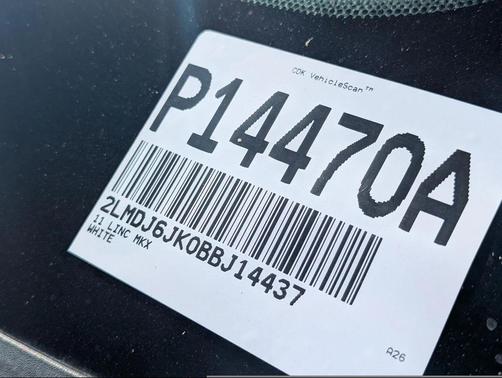 CDK VehicleScan™
P14470A
2LMDJ6JK0BBJ14437
11 LINC MKX
WHITE
A26